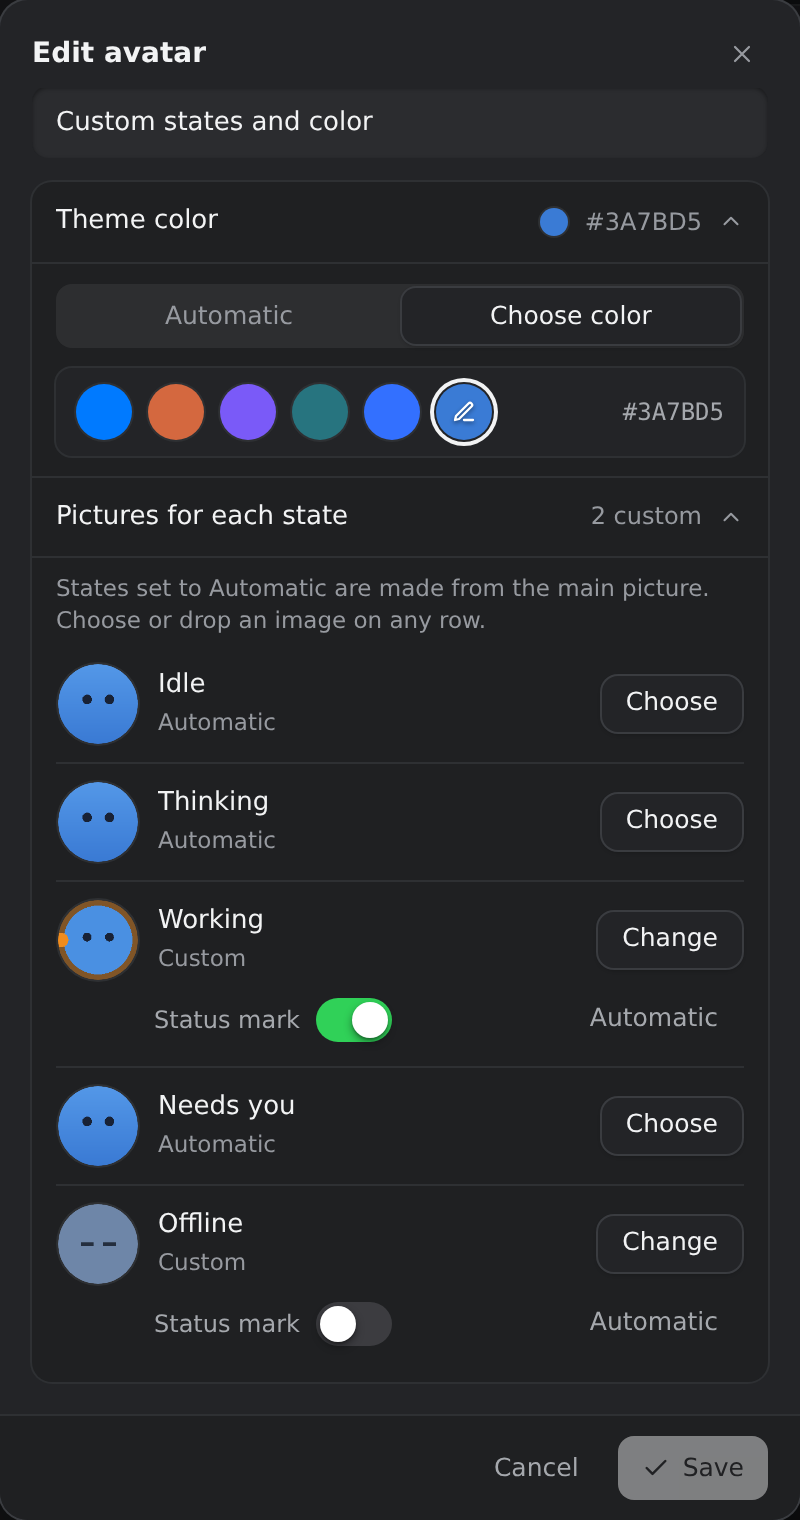 Edit avatar
Custom states and color
Theme color
#3A7BD5
Automatic
Choose color
#3A7BD5
Pictures for each state
2 custom
States set to Automatic are made from the main picture.
Choose or drop an image on any row.
Idle
Automatic
Choose
Thinking
Automatic
Choose
Working
Custom
Change
Status mark
Automatic
Needs you
Automatic
Choose
Offline
Custom
Change
Status mark
Automatic
Cancel
Save